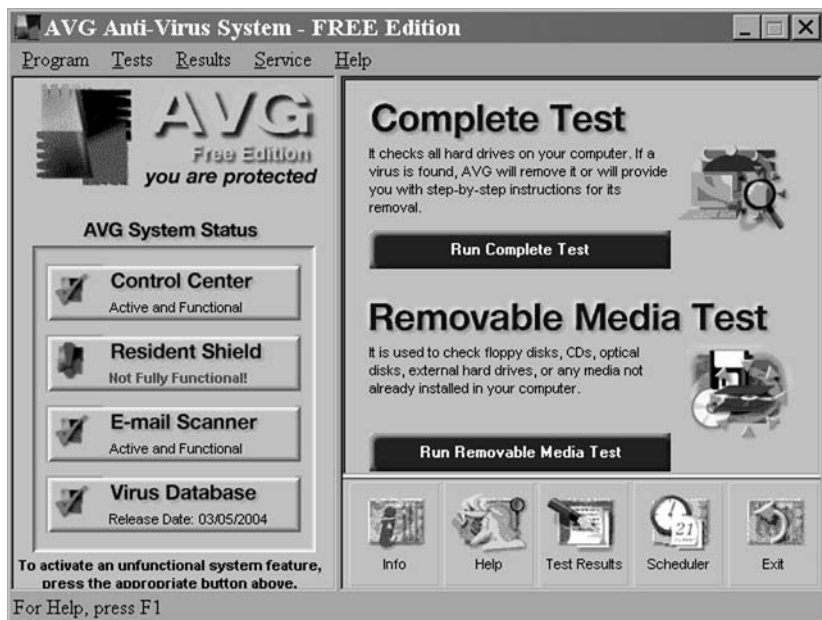 AVG Anti-Virus System - FREE Edition
Program Tests Results Service Help
AVG
Free Edition
you are protected
AVG System Status
Control Center
Active and Functional
Resident Shield
Not Fully Functional!
E-mail Scanner
Active and Functional
Virus Database
Release Date: 03/05/2004
To activate an unfunctional system feature,
press the appropriate button above.
Complete Test
It checks all hard drives on your computer. If a
virus is found, AVG will remove it or will provide
you with step-by-step instructions for its
removal.
Run Complete Test
Removable Media Test
It is used to check floppy disks, CDs, optical
disks, external hard drives, or any media not
already installed in your computer.
Run Removable Media Test
21
Info Help Test Results Scheduler Exit
For Help, press F1